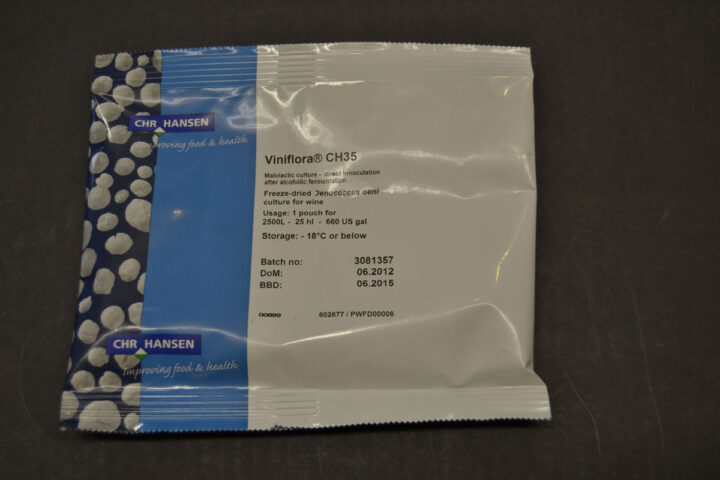 CHR HANSEN
Improving food & health
Viniflora® CH35
Malolactic culture - direct innoculation
after alcoholic fermentation
Freeze-dried Oenococcus oeni
culture for wine
Usage: 1 pouch for
2500L - 25 hl - 660 US gal
Storage: - 18°C or below
Batch no: 3081357
DoM: 06.2012
BBD: 06.2015
00899 602677 / PWFD00006
CHR HANSEN
Improving food & health